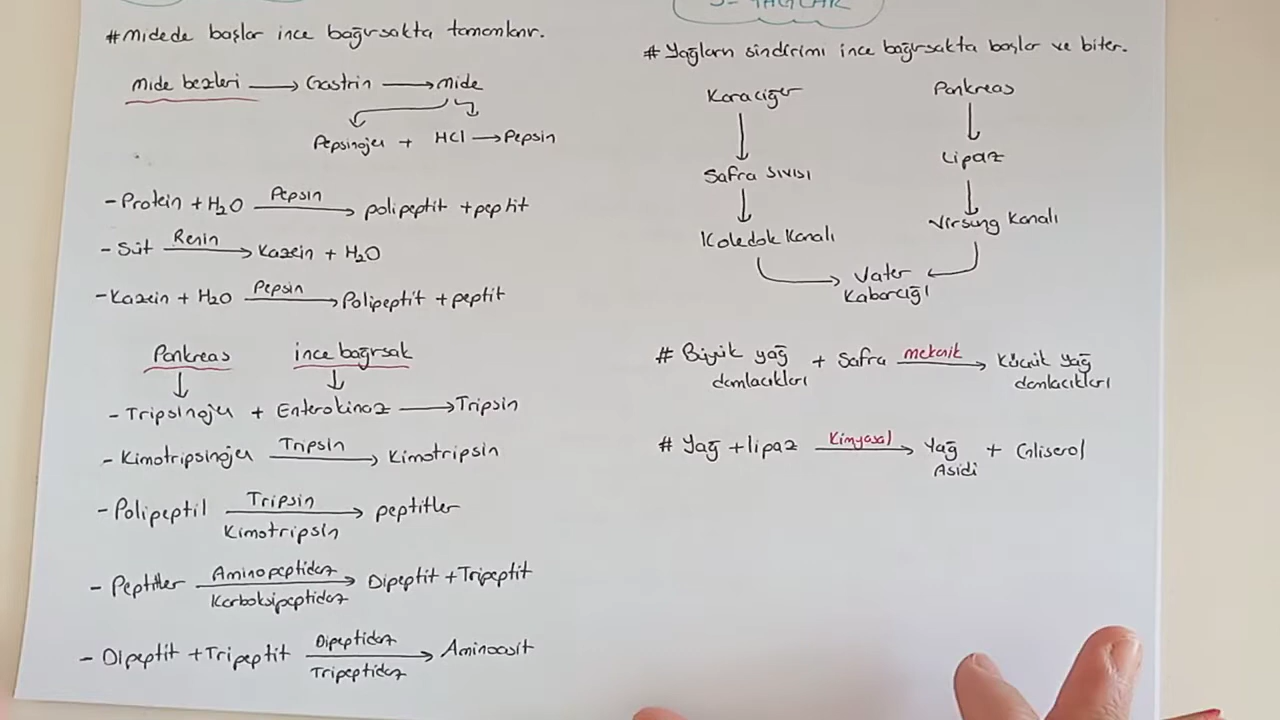 # Midede başlar ince bağırsakta tamamlanır.
Mide bezleri → Gastrin → Mide
Pepsinojen + HCl → Pepsin
- Protein + H₂O Pepsin → polipeptit + peptit
- Süt Renin → Kazein + H₂O
- Kazein + H₂O Pepsin → Polipeptit + peptit
Pankreas ince bağırsak
- Tripsinojen + Enterokinaz → Tripsin
- Kimotripsinojen Tripsin → Kimotripsin
- Polipeptit Tripsin → peptitler
Kimotripsin
- Peptitler Aminopeptidaz → Dipeptit + Tripeptit
Karboksipeptidaz
- Dipeptit + Tripeptit Dipeptidaz → Aminoasit
Tripeptidaz
3- YAĞLAR
# Yağların sindirimi ince bağırsakta başlar ve biter.
Karaciğer Pankreas
Safra sıvısı Lipaz
Koledok Kanalı Virsung Kanalı
Vater
Kabarcığı
# Büyük yağ + Safra mekanik → Küçük yağ
damlacıkları damlacıkları
# Yağ + lipaz Kimyasal → Yağ + Gliserol
Asidi